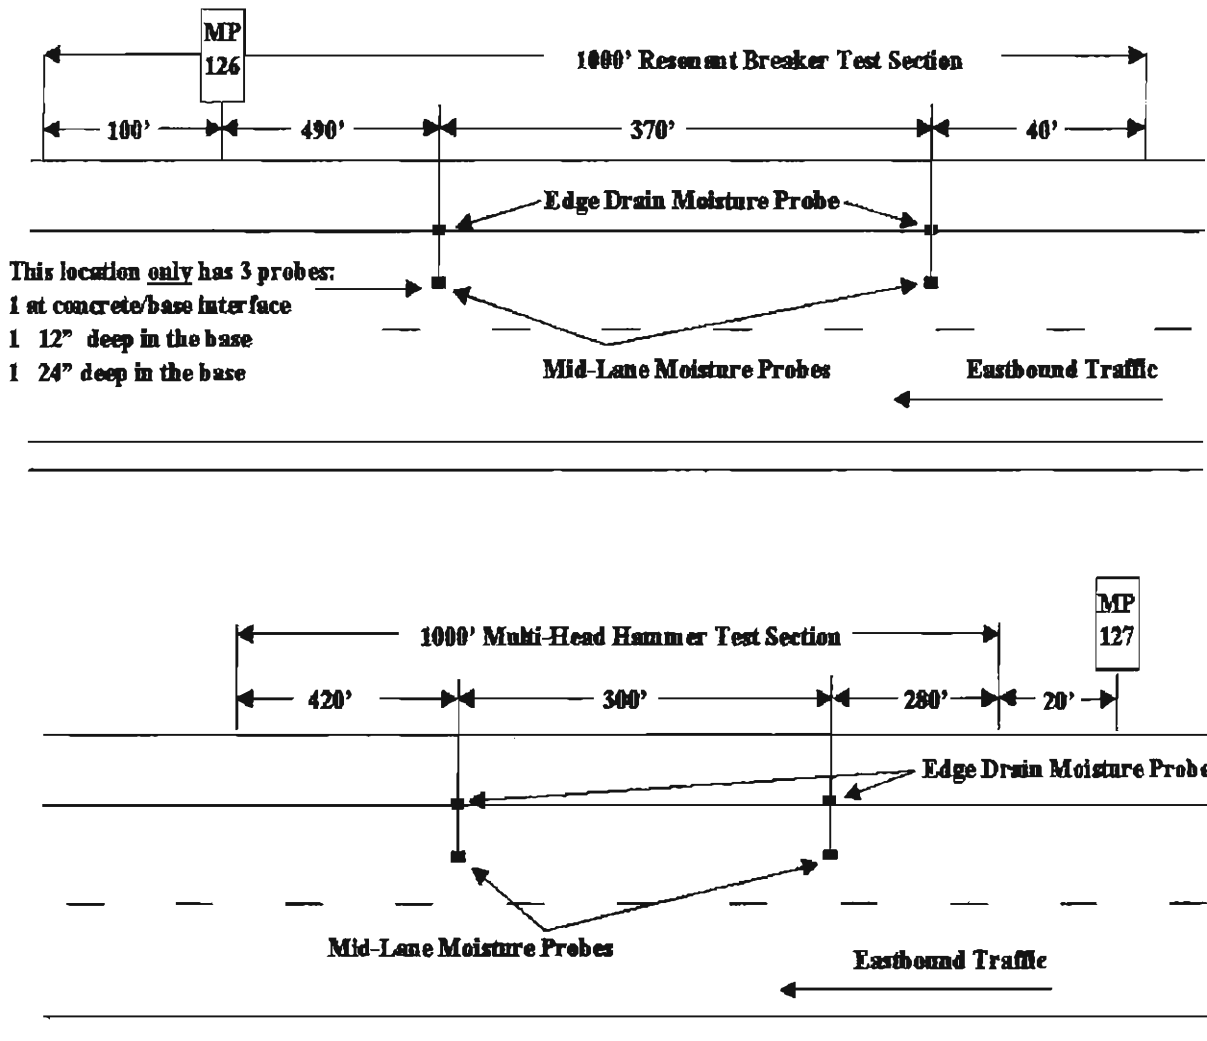 MP
126
1000' Resonant Breaker Test Section
100'
490'
370'
40'
Edge Drain Moisture Probe
This location only has 3 probes:
1 at concrete/base interface
1 12" deep in the base
1 24" deep in the base
Mid-Lane Moisture Probes
Eastbound Traffic
MP
127
1000' Multi-Head Hammer Test Section
420'
300'
280'
20'
Edge Drain Moisture Probe
Mid-Lane Moisture Probes
Eastbound Traffic